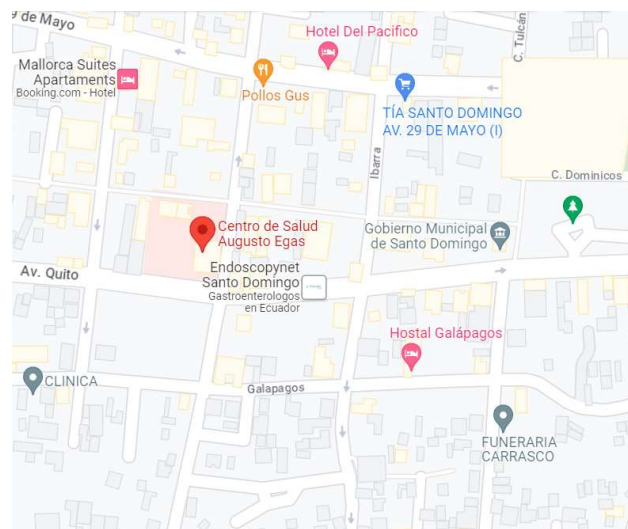 9 de Mayo
Hotel Del Pacifico
C. Tulcán
Mallorca Suites
Apartaments
Booking.com - Hotel
Pollos Gus
TÍA SANTO DOMINGO
AV. 29 DE MAYO (I)
Ibarra
C. Dominicos
Centro de Salud
Augusto Egas
Gobierno Municipal
de Santo Domingo
Av. Quito
Endoscopynet
Santo Domingo
Gastroenterologos
en Ecuador
Hostal Galápagos
CLINICA
Galapagos
FUNERARIA
CARRASCO